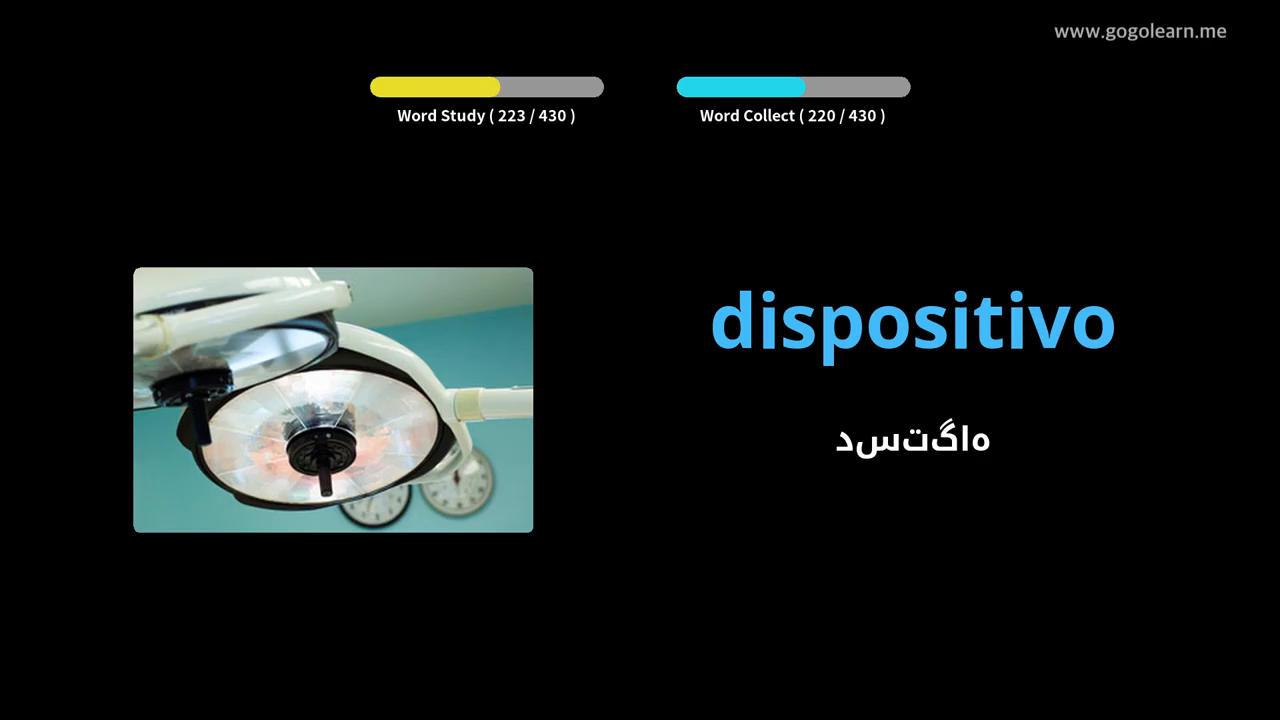 www.gogolearn.me
Word Study ( 223 / 430 )
Word Collect ( 220 / 430 )
dispositivo
هاگتسد